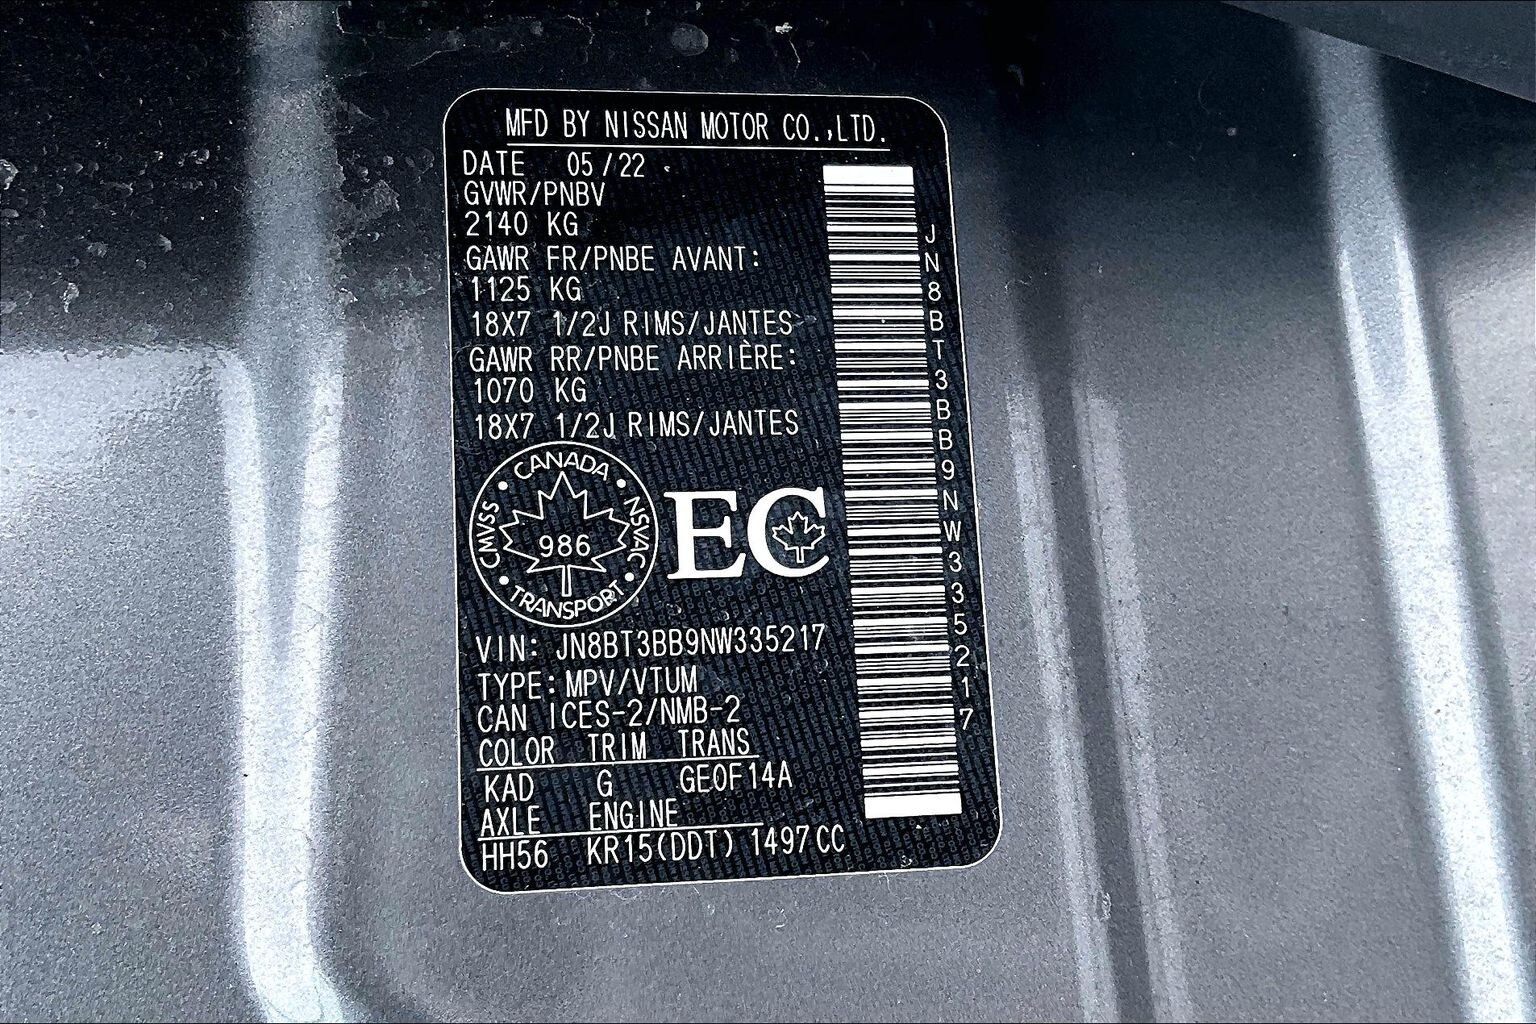 MFD BY NISSAN MOTOR CO.,LTD.
DATE 05/22
GVWR/PNBV
2140 KG
GAWR FR/PNBE AVANT:
1125 KG
18X7 1/2J RIMS/JANTES
GAWR RR/PNBE ARRIÈRE:
1070 KG
18X7 1/2J RIMS/JANTES
CANADA
CMVSS
NSVAC
986
TRANSPORT
EC
VIN: JN8BT3BB9NW335217
TYPE: MPV/VTUM
CAN ICES-2/NMB-2
COLOR TRIM TRANS
KAD G GE0F14A
AXLE ENGINE
HH56 KR15(DDT) 1497CC
JN8BT3BB9NW335217